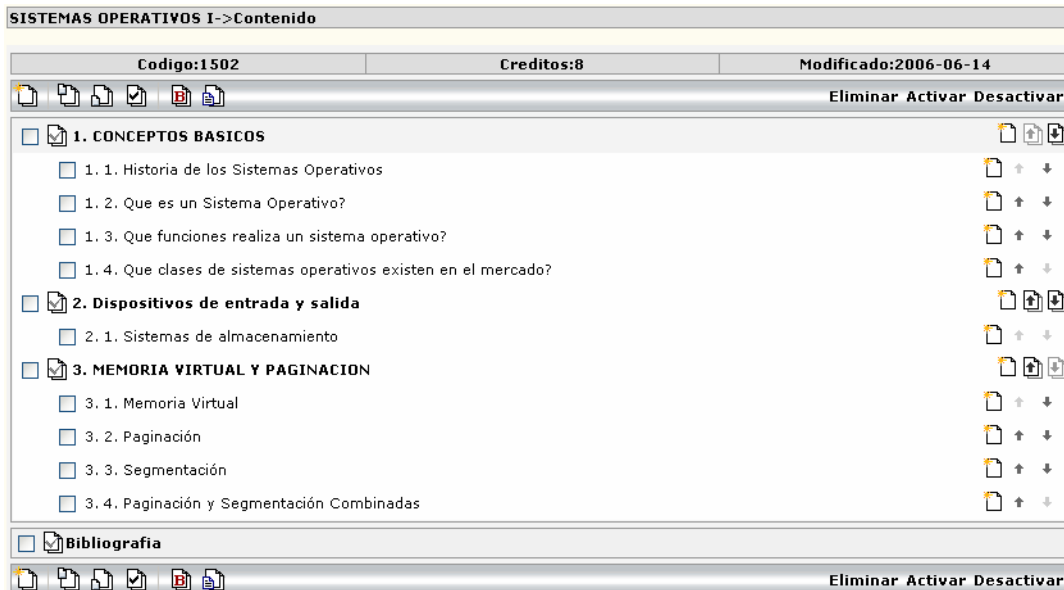 SISTEMAS OPERATIVOS I->Contenido
Codigo:1502 Creditos:8 Modificado:2006-06-14
B Eliminar Activar Desactivar
1. CONCEPTOS BASICOS
1. 1. Historia de los Sistemas Operativos
1. 2. Que es un Sistema Operativo?
1. 3. Que funciones realiza un sistema operativo?
1. 4. Que clases de sistemas operativos existen en el mercado?
2. Dispositivos de entrada y salida
2. 1. Sistemas de almacenamiento
3. MEMORIA VIRTUAL Y PAGINACION
3. 1. Memoria Virtual
3. 2. Paginación
3. 3. Segmentación
3. 4. Paginación y Segmentación Combinadas
Bibliografia
B Eliminar Activar Desactivar